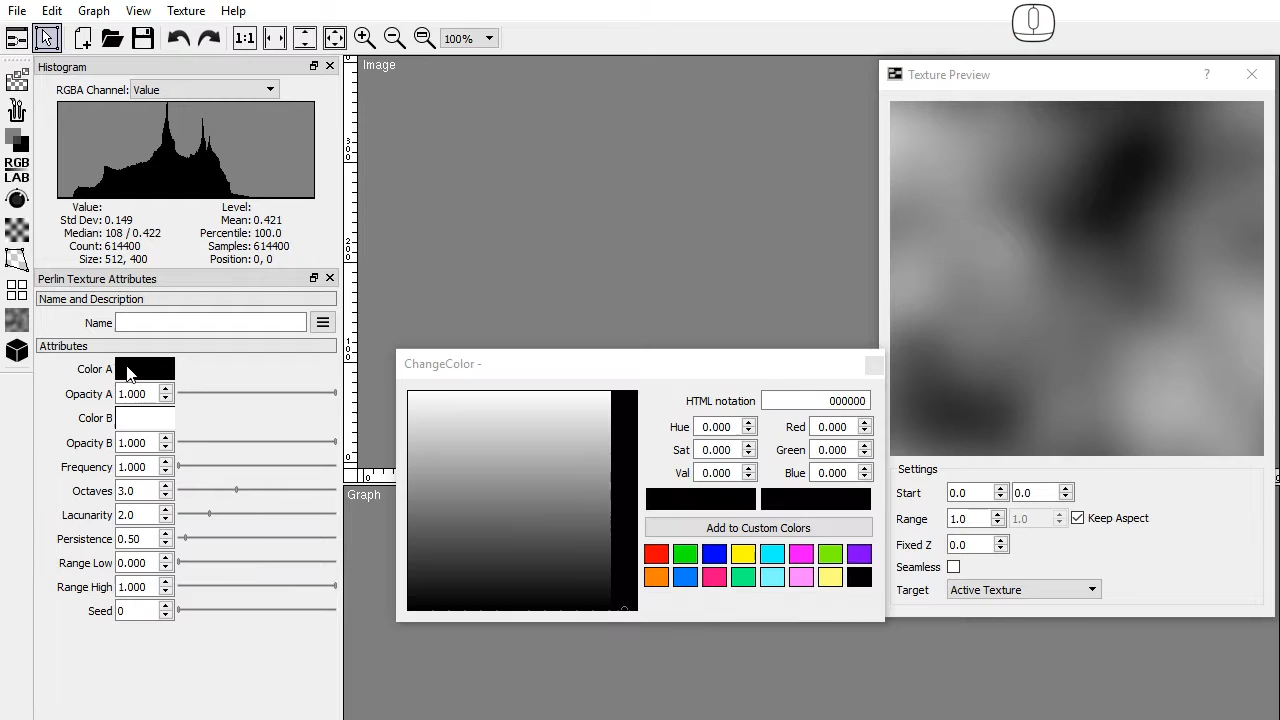 File Edit Graph View Texture Help
1:1 100%
Histogram
Image
Texture Preview ?
RGBA Channel: Value
RGB
LAB
Value: Level:
Std Dev: 0.149 Mean: 0.421
Median: 108 / 0.422 Percentile: 100.0
Count: 614400 Samples: 614400
Size: 512, 400 Position: 0, 0
Perlin Texture Attributes
Name and Description
Name
Attributes
Color A
Opacity A 1.000
Color B
Opacity B 1.000
Frequency 1.000
Octaves 3.0
Lacunarity 2.0
Persistence 0.50
Range Low 0.000
Range High 1.000
Seed 0
ChangeColor -
HTML notation 000000
Hue 0.000 Red 0.000
Sat 0.000 Green 0.000
Val 0.000 Blue 0.000
Add to Custom Colors
Graph
Settings
Start 0.0 0.0
Range 1.0 1.0 Keep Aspect
Fixed Z 0.0
Seamless
Target Active Texture